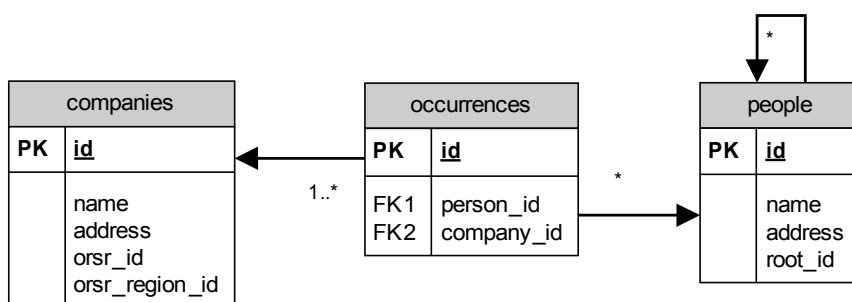 companies
PK id
name
address
orsr_id
orsr_region_id
1..*
occurrences
PK id
FK1 person_id
FK2 company_id
*
*
people
PK id
name
address
root_id